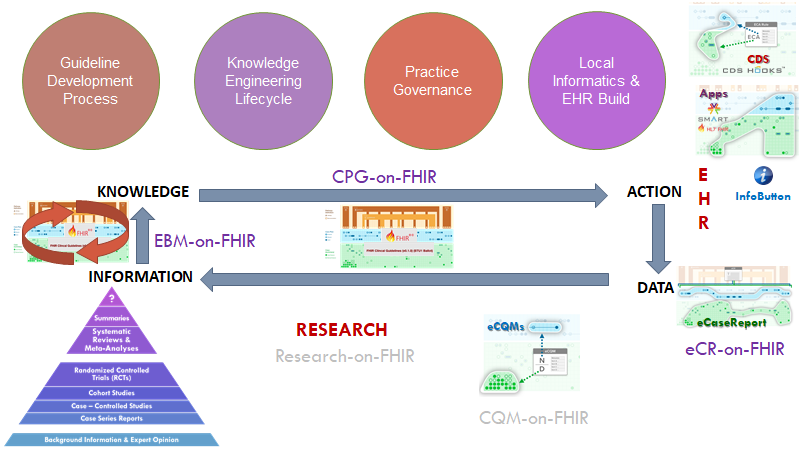 Guideline
Development
Process
Knowledge
Engineering
Lifecycle
Practice
Governance
Local
Informatics &
EHR Build
ECA
CDS
CDS HOOKS
Apps
SMART
HL7 FHIR
E
H
R
InfoButton
KNOWLEDGE
CPG-on-FHIR
ACTION
FHIR
EBM-on-FHIR
FHIR
INFORMATION
DATA
eCaseReport
eCR-on-FHIR
?
Summaries
Systematic
Reviews &
Meta-Analyses
Randomized Controlled
Trials (RCTs)
Cohort Studies
Case – Controlled Studies
Case Series Reports
Background Information & Expert Opinion
RESEARCH
Research-on-FHIR
eCQMs
N
D
CQM-on-FHIR